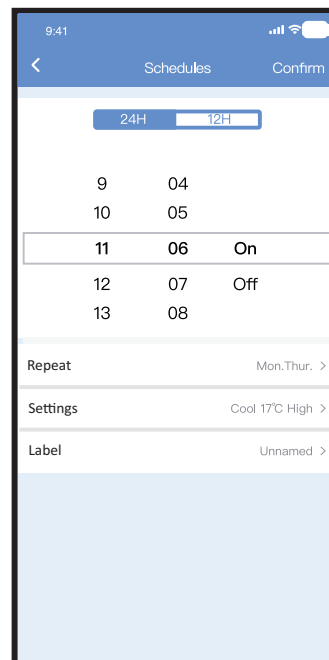 9:41
Schedules Confirm
24H 12H
9 04
10 05
11 06 On
12 07 Off
13 08
Repeat Mon.Thur. >
Settings Cool 17℃ High >
Label Unnamed >